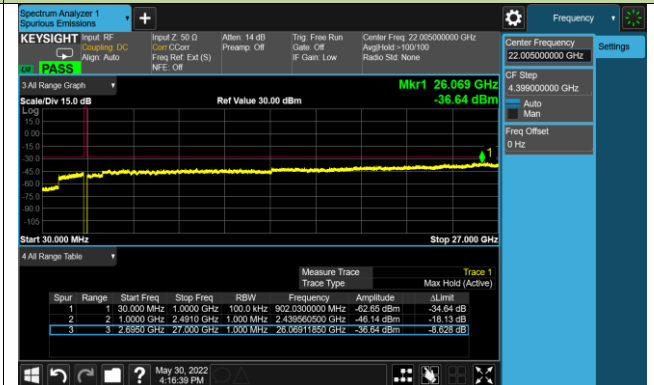 Spectrum Analyzer 1
Spurious Emissions
Frequency
KEYSIGHT Input: RF Input Z: 50 Ω Atten: 14 dB Trig: Free Run Center Freq: 22.005000000 GHz
Coupling: DC Corr CCorr Preamp: Off Gate: Off Avg|Hold:>100/100
Align: Auto Freq Ref: Ext (S) IF Gain: Low Radio Std: None
NFE: Off
PASS
Center Frequency
22.005000000 GHz
Settings
CF Step
4.399000000 GHz
Auto
Man
Freq Offset
0 Hz
3 All Range Graph
Mkr1 26.069 GHz
Scale/Div 15.0 dB Ref Value 30.00 dBm -36.64 dBm
Log
15.0
0.00
-15.0
-30.0
-45.0
-60.0
-75.0
-90.0
-105
1
Start 30.000 MHz Stop 27.000 GHz
4 All Range Table
Measure Trace Trace 1
Trace Type Max Hold (Active)
Spur Range Start Freq Stop Freq RBW Frequency Amplitude ΔLimit
1 1 30.000 MHz 1.0000 GHz 100.0 kHz 902.0300000 MHz -62.65 dBm -34.64 dB
2 2 1.0000 GHz 2.4910 GHz 1.000 MHz 2.439560500 GHz -46.14 dBm -18.13 dB
3 3 2.6950 GHz 27.000 GHz 1.000 MHz 26.06911850 GHz -36.64 dBm -8.628 dB
May 30, 2022
4:16:39 PM